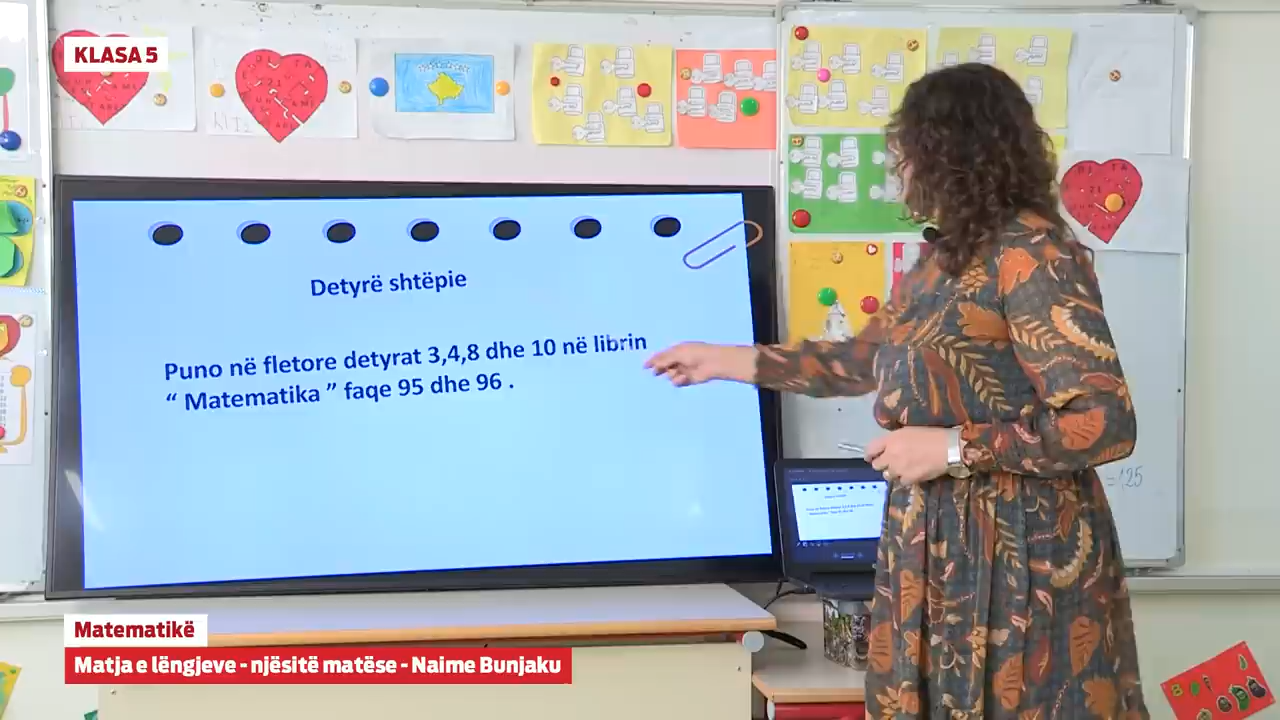 KLASA 5
Detyrë shtëpie
Puno në fletore detyrat 3,4,8 dhe 10 në librin
“ Matematika ” faqe 95 dhe 96 .
=125
Matematikë
Matja e lëngjeve - njësitë matëse - Naime Bunjaku